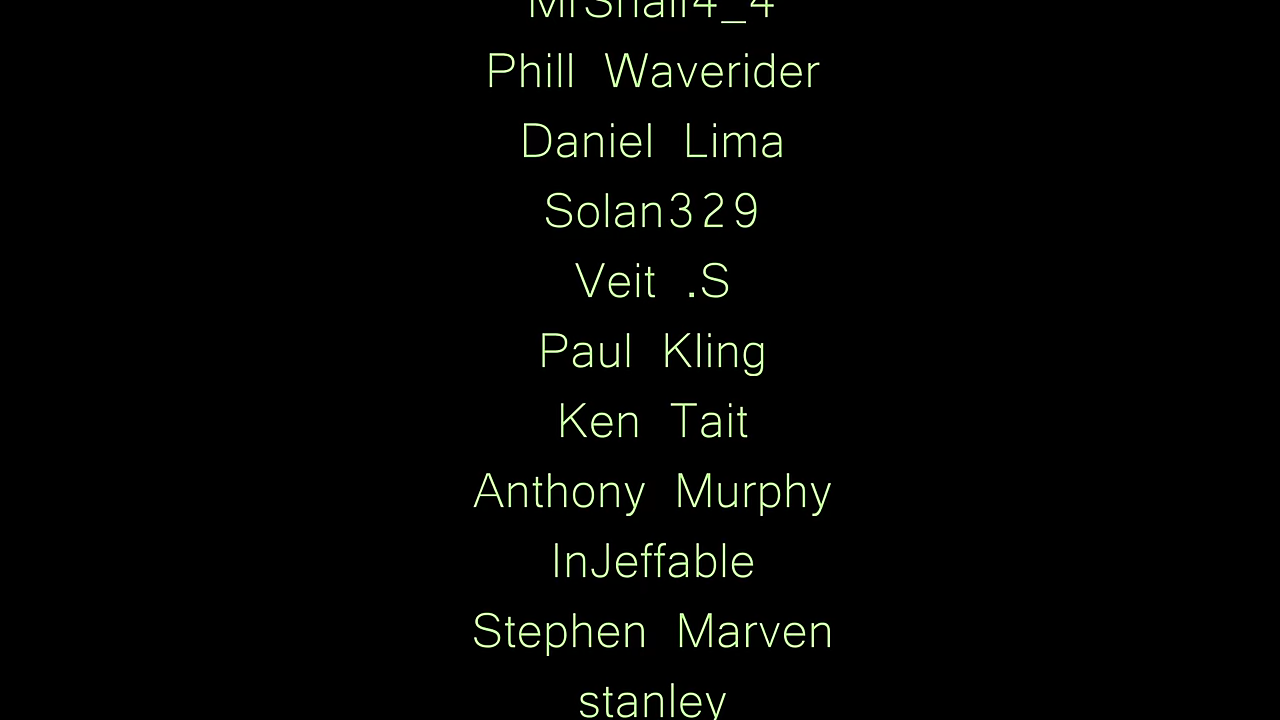 Phill Waverider
Daniel Lima
Solan329
Veit .S
Paul Kling
Ken Tait
Anthony Murphy
InJeffable
Stephen Marven
stanley